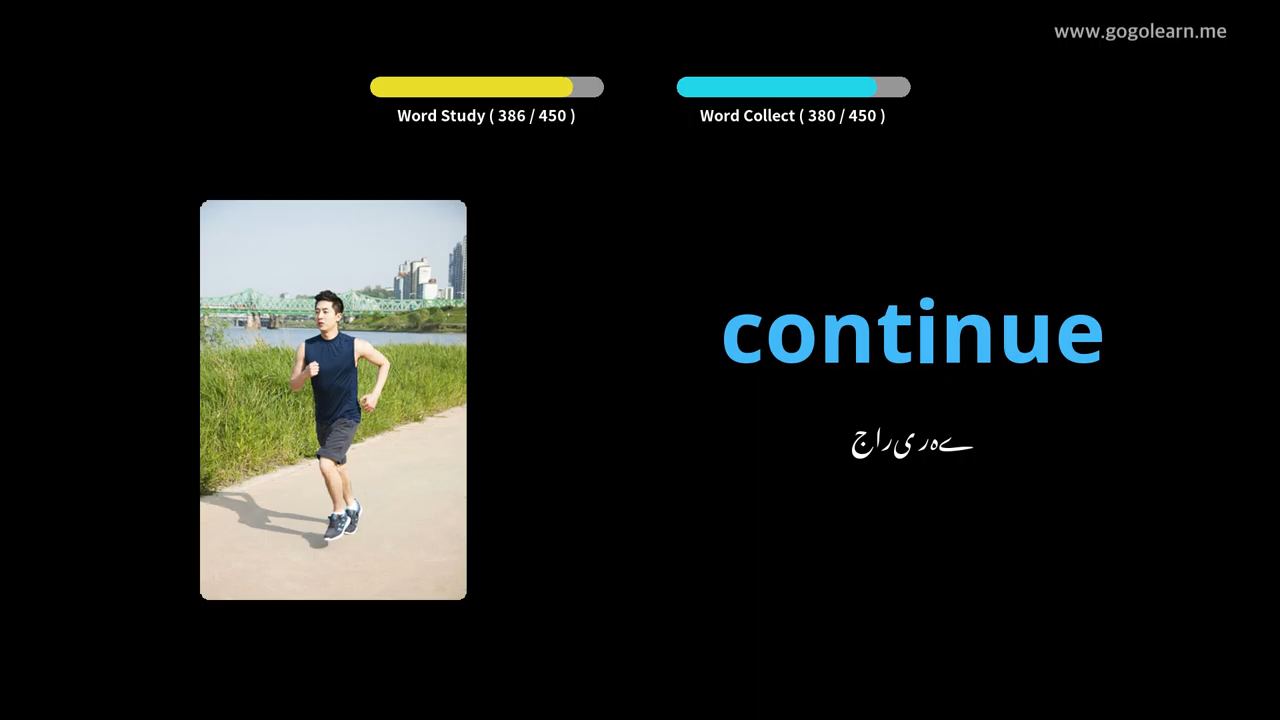 www.gogolearn.me
Word Study ( 386 / 450 )
Word Collect ( 380 / 450 )
continue
جاری رہے